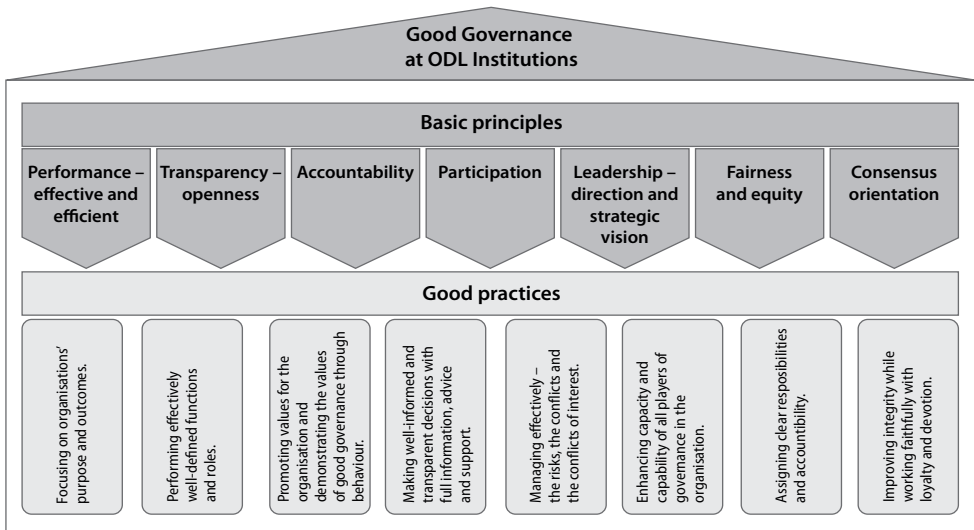 Good Governance
at ODL Institutions
Basic principles
Performance –
effective and
efficient
Transparency –
openness
Accountability
Participation
Leadership –
direction and
strategic
vision
Fairness
and equity
Consensus
orientation
Good practices
Focusing on organisations’
purpose and outcomes.
Performing effectively
well-defined functions
and roles.
Promoting values for the
organisation and
demonstrating the values
of good governance through
behaviour.
Making well-informed and
transparent decisions with
full information, advice
and support.
Managing effectively –
the risks, the conflicts and
the conflicts of interest.
Enhancing capacity and
capability of all players of
governance in the
organisation.
Assigning clear resposibilities
and accountibility.
Improving integrity while
working faithfully with
loyalty and devotion.